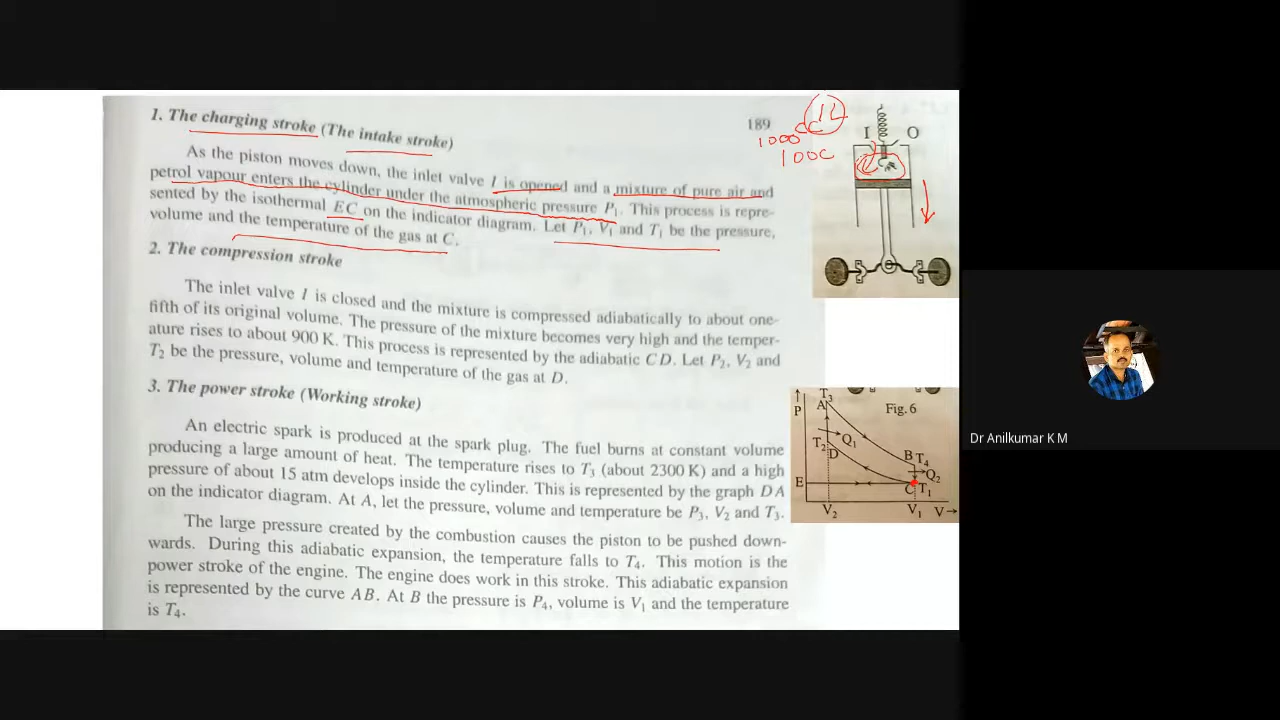 1. The charging stroke (The intake stroke)
189
As the piston moves down, the inlet valve I is opened and a mixture of pure air and
petrol vapour enters the cylinder under the atmospheric pressure P₁. This process is repre-
sented by the isothermal EC on the indicator diagram. Let P₁, V₁ and T₁ be the pressure,
volume and the temperature of the gas at C.
2. The compression stroke
The inlet valve I is closed and the mixture is compressed adiabatically to about one-
fifth of its original volume. The pressure of the mixture becomes very high and the temper-
ature rises to about 900 K. This process is represented by the adiabatic CD. Let P₂, V₂ and
T₂ be the pressure, volume and temperature of the gas at D.
3. The power stroke (Working stroke)
An electric spark is produced at the spark plug. The fuel burns at constant volume
producing a large amount of heat. The temperature rises to T₃ (about 2300 K) and a high
pressure of about 15 atm develops inside the cylinder. This is represented by the graph DA
on the indicator diagram. At A, let the pressure, volume and temperature be P₃, V₂ and T₃.
The large pressure created by the combustion causes the piston to be pushed down-
wards. During this adiabatic expansion, the temperature falls to T₄. This motion is the
power stroke of the engine. The engine does work in this stroke. This adiabatic expansion
is represented by the curve AB. At B the pressure is P₄, volume is V₁ and the temperature
is T₄.
1L
1000 CC
I O
T₃
P A Fig. 6
Q₁
T₂ D B T₄
Q₂
E C T₁
V₂ V₁ V→
Dr Anilkumar K M